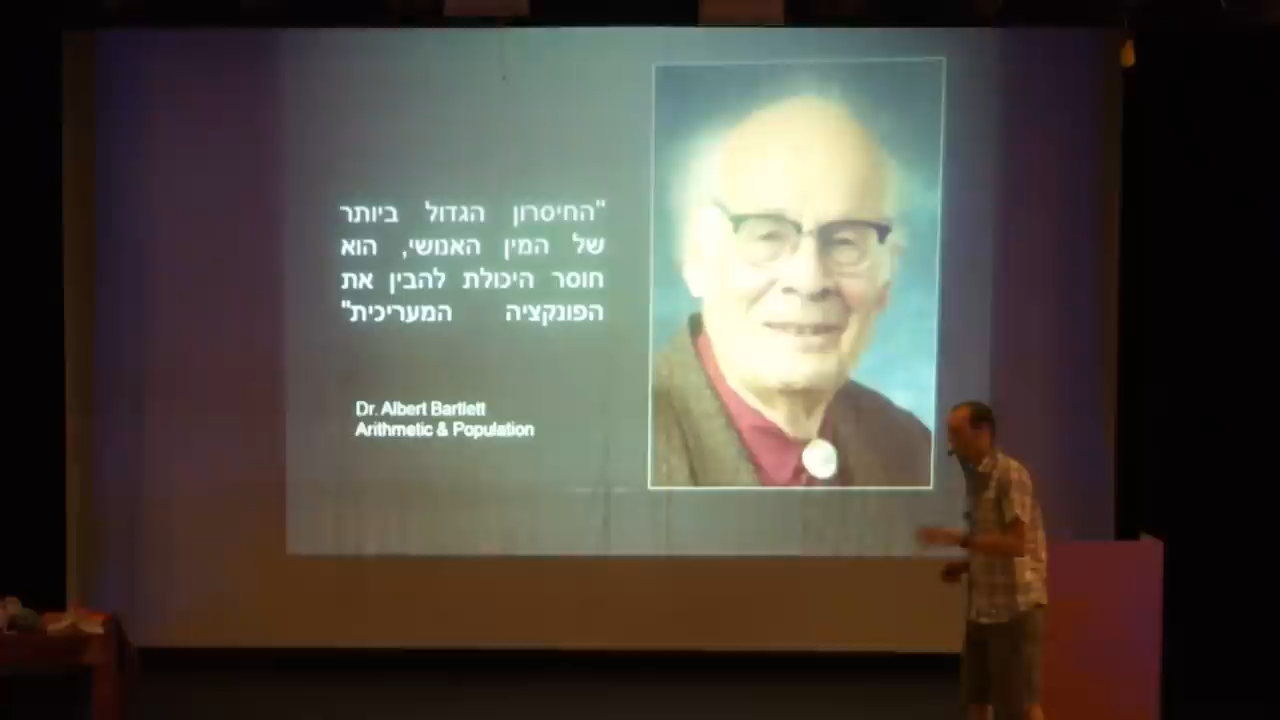 "החיסרון הגדול ביותר
של המין האנושי, הוא
חוסר היכולת להבין את
הפונקציה המעריכית"
Dr. Albert Bartlett
Arithmetic & Population